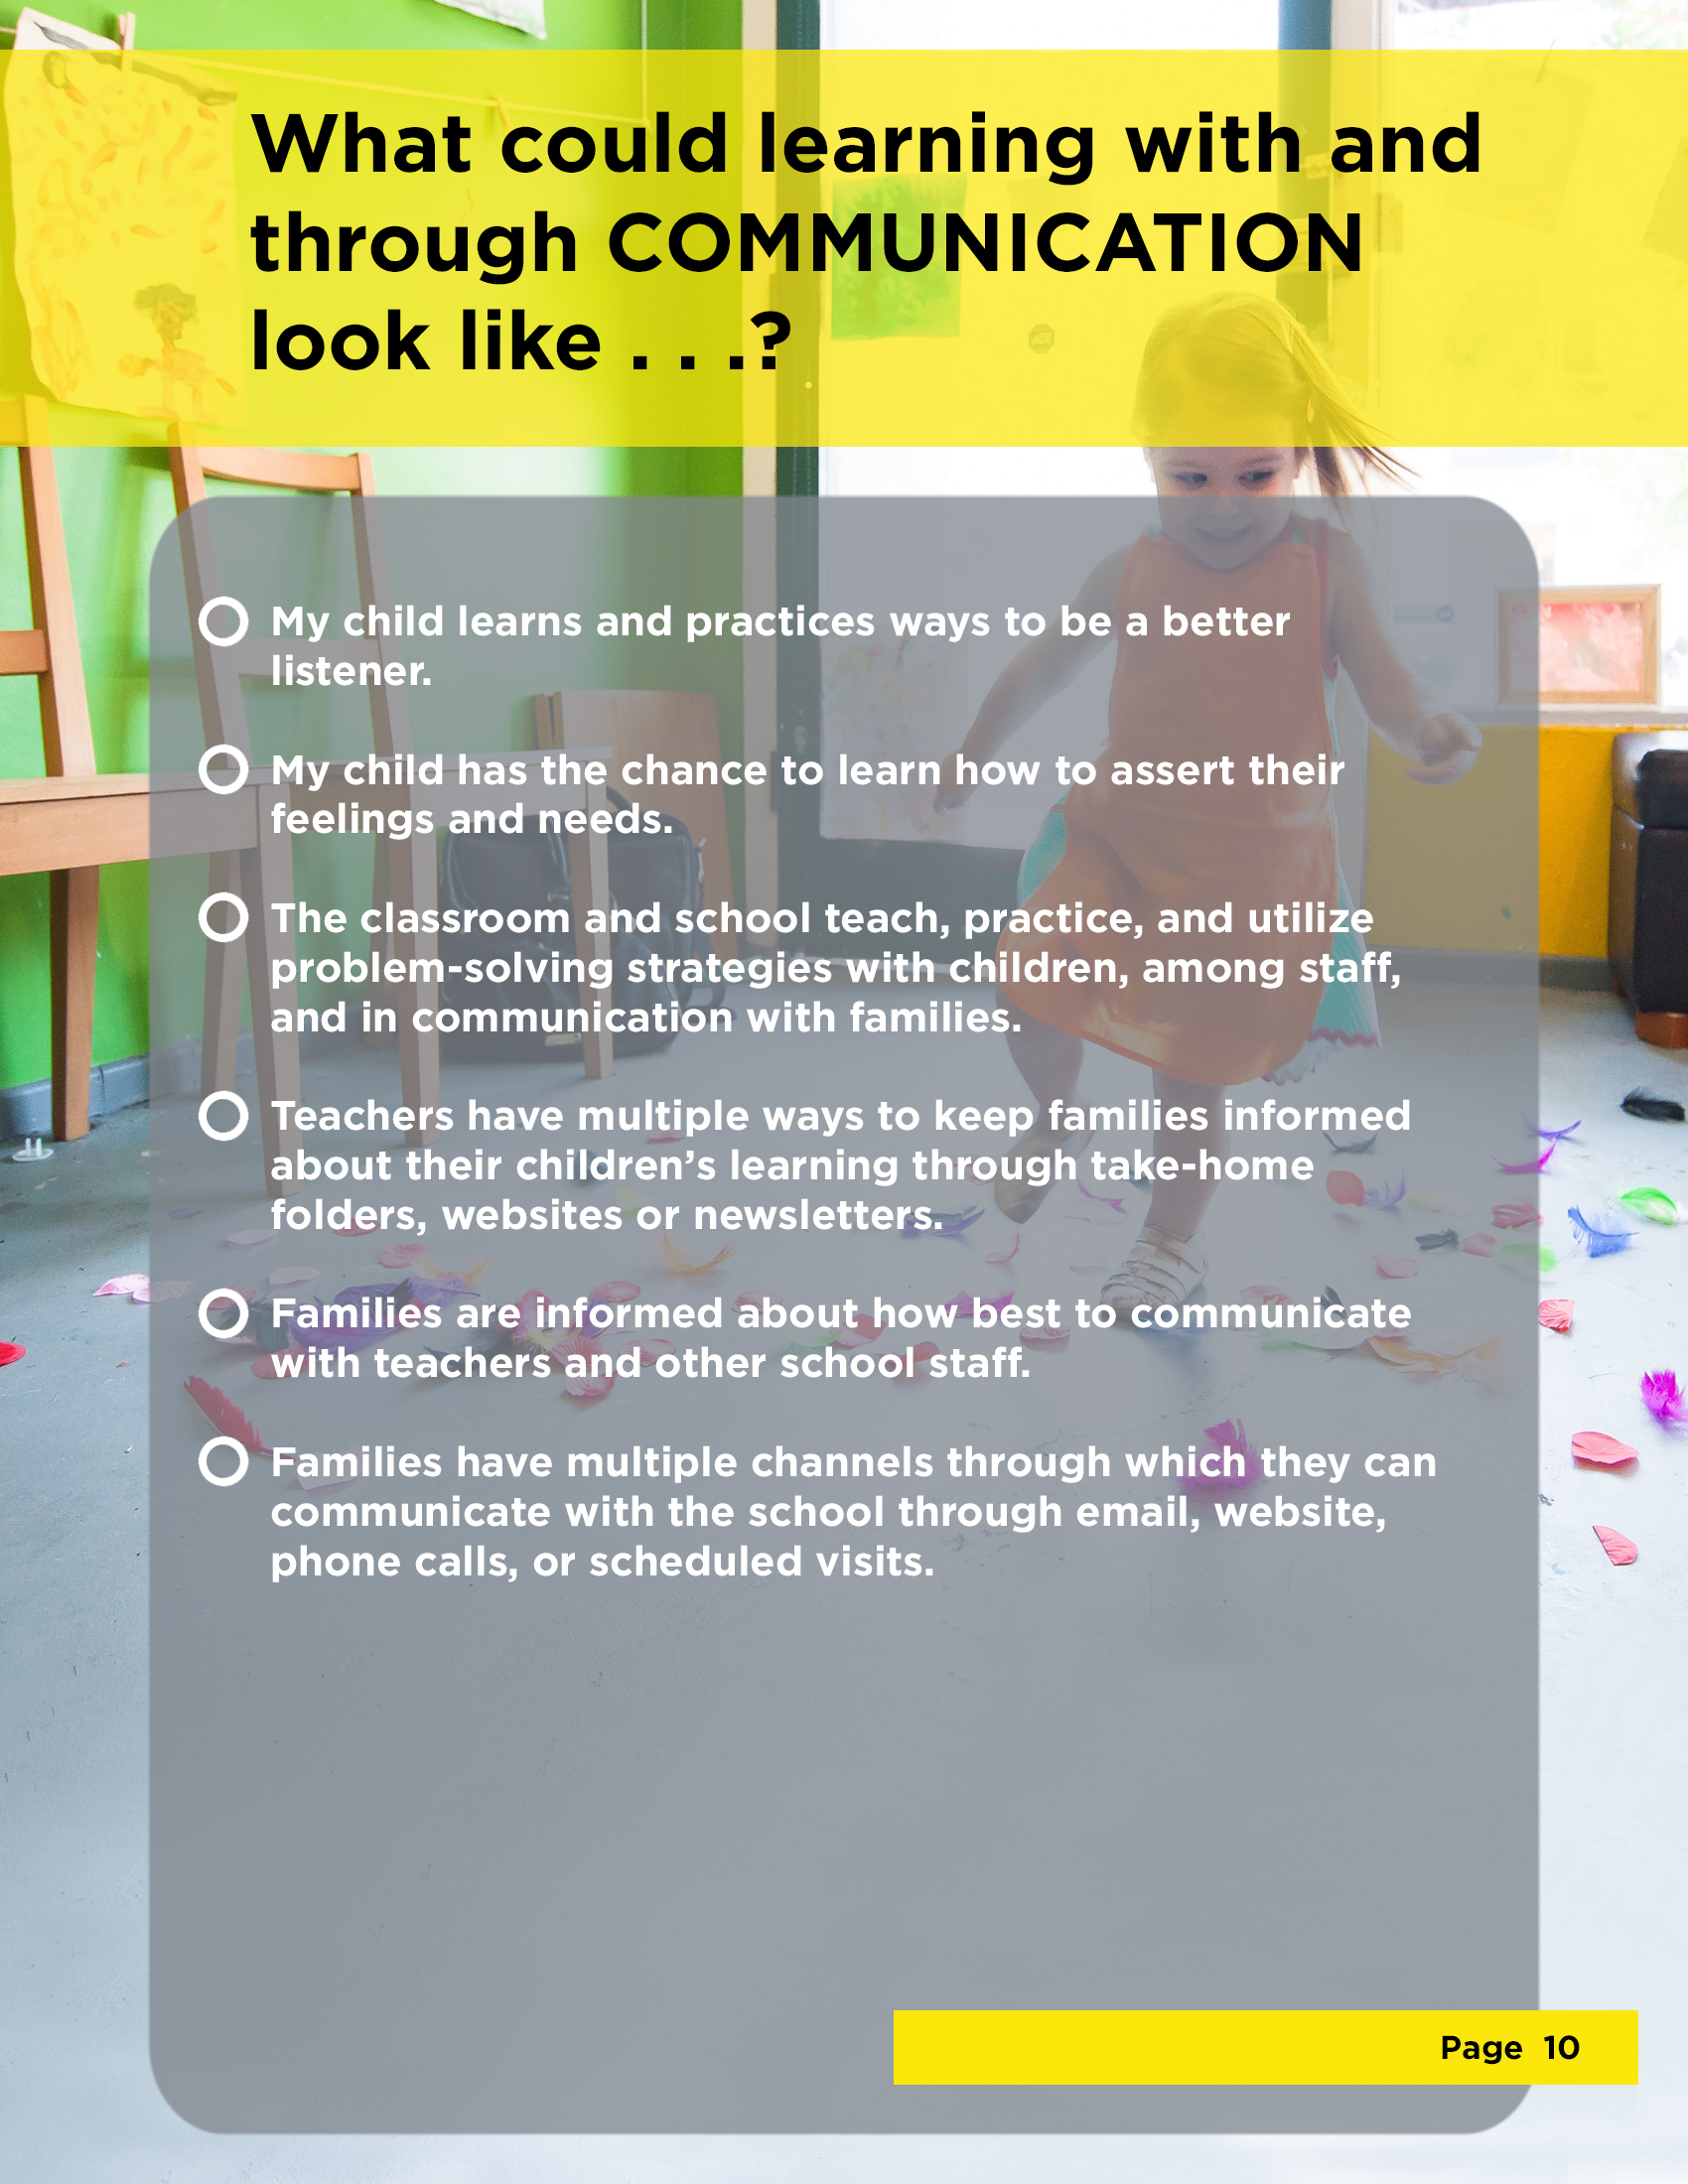 What could learning with and
through COMMUNICATION
look like . . .?
My child learns and practices ways to be a better
listener.
My child has the chance to learn how to assert their
feelings and needs.
The classroom and school teach, practice, and utilize
problem-solving strategies with children, among staff,
and in communication with families.
Teachers have multiple ways to keep families informed
about their children’s learning through take-home
folders, websites or newsletters.
Families are informed about how best to communicate
with teachers and other school staff.
Families have multiple channels through which they can
communicate with the school through email, website,
phone calls, or scheduled visits.
Page 10